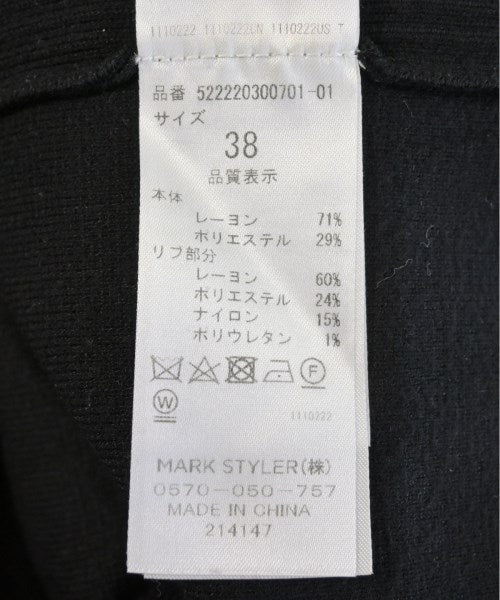 1110222 1110222CN 1110222US T
品番 522220300701-01
サイズ
38
品質表示
本体
レーヨン 71%
ポリエステル 29%
リブ部分
レーヨン 60%
ポリエステル 24%
ナイロン 15%
ポリウレタン 1%
F
W
1110222
MARK STYLER(株)
0570-050-757
MADE IN CHINA
214147